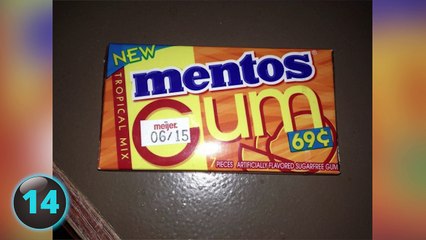 NEW
mentos
TROPICAL MIX
Gum
meijer
06/15
69¢
PIECES ARTIFICIALLY FLAVORED SUGARFREE GUM
14